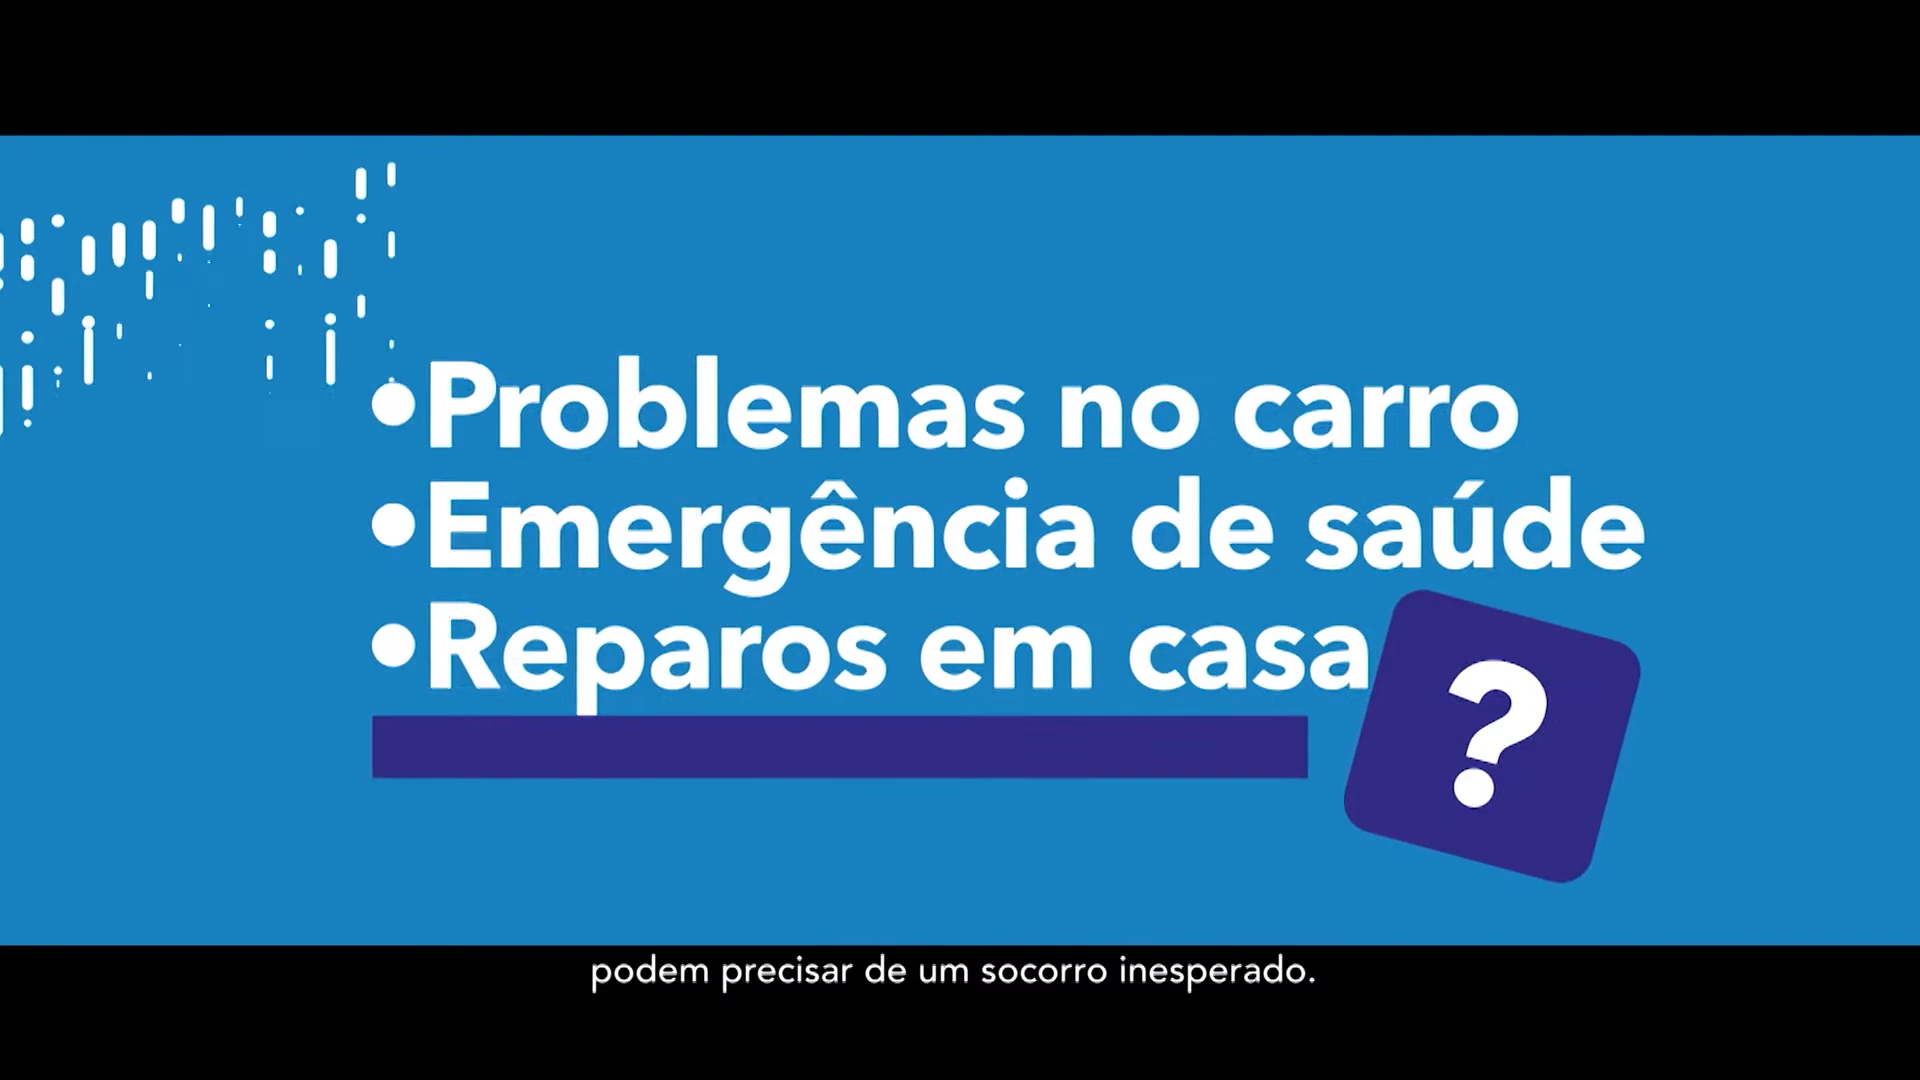 •Problemas no carro
•Emergência de saúde
•Reparos em casa
?
podem precisar de um socorro inesperado.